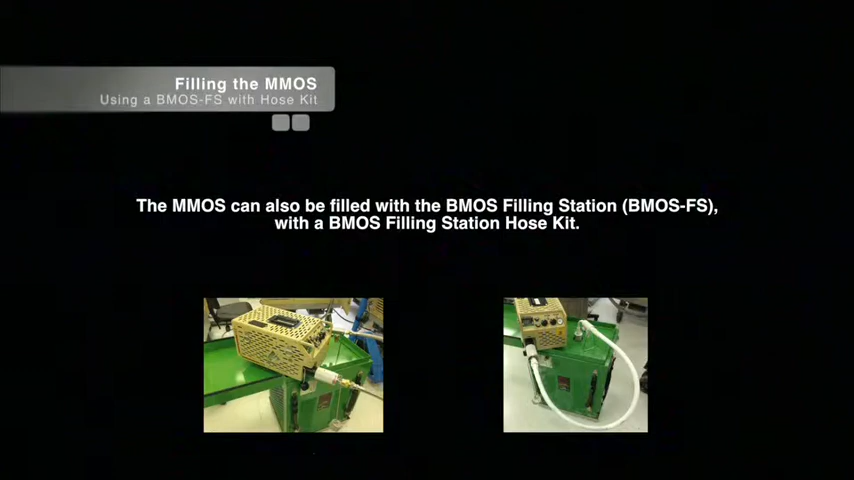 Filling the MMOS
Using a BMOS-FS with Hose Kit
The MMOS can also be filled with the BMOS Filling Station (BMOS-FS),
with a BMOS Filling Station Hose Kit.